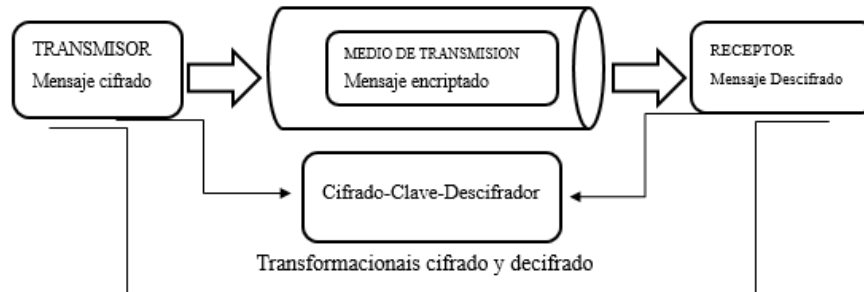 TRANSMISOR
Mensaje cifrado
MEDIO DE TRANSMISION
Mensaje encriptado
RECEPTOR
Mensaje Descifrado
Cifrado-Clave-Descifrador
Transformacionais cifrado y decifrado